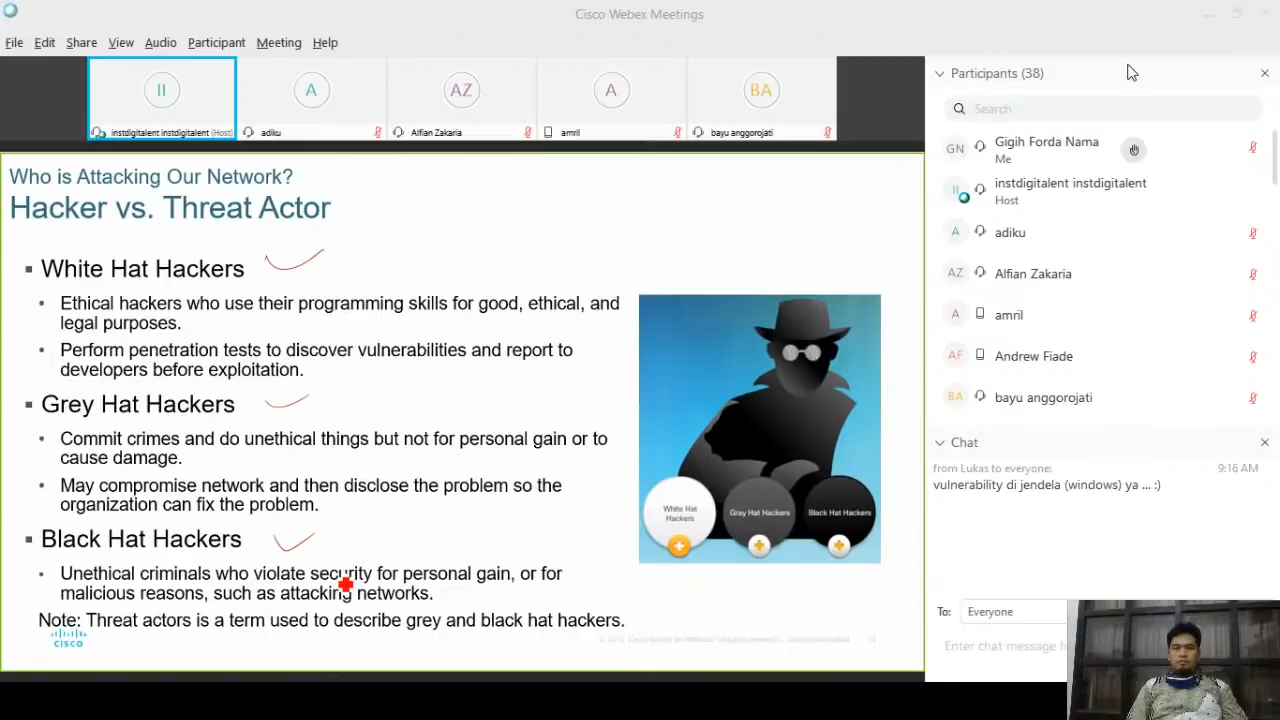 Cisco Webex Meetings
File Edit Share View Audio Participant Meeting Help
II
instdigitalent instdigitalent (Host)
A
adiku
AZ
Alfian Zakaria
A
amril
BA
bayu anggorojati
Who is Attacking Our Network?
Hacker vs. Threat Actor
White Hat Hackers
Ethical hackers who use their programming skills for good, ethical, and
legal purposes.
Perform penetration tests to discover vulnerabilities and report to
developers before exploitation.
Grey Hat Hackers
Commit crimes and do unethical things but not for personal gain or to
cause damage.
May compromise network and then disclose the problem so the
organization can fix the problem.
Black Hat Hackers
Unethical criminals who violate security for personal gain, or for
malicious reasons, such as attacking networks.
Note: Threat actors is a term used to describe grey and black hat hackers.
CISCO
White Hat
Hackers
Gray Hat Hackers
Black Hat Hackers
Participants (38)
Search
GN Gigih Forda Nama
Me
II instdigitalent instdigitalent
Host
A adiku
AZ Alfian Zakaria
A amril
AF Andrew Fiade
BA bayu anggorojati
Chat
from Lukas to everyone: 9:16 AM
vulnerability di jendela (windows) ya ... :)
To: Everyone
Enter chat message h